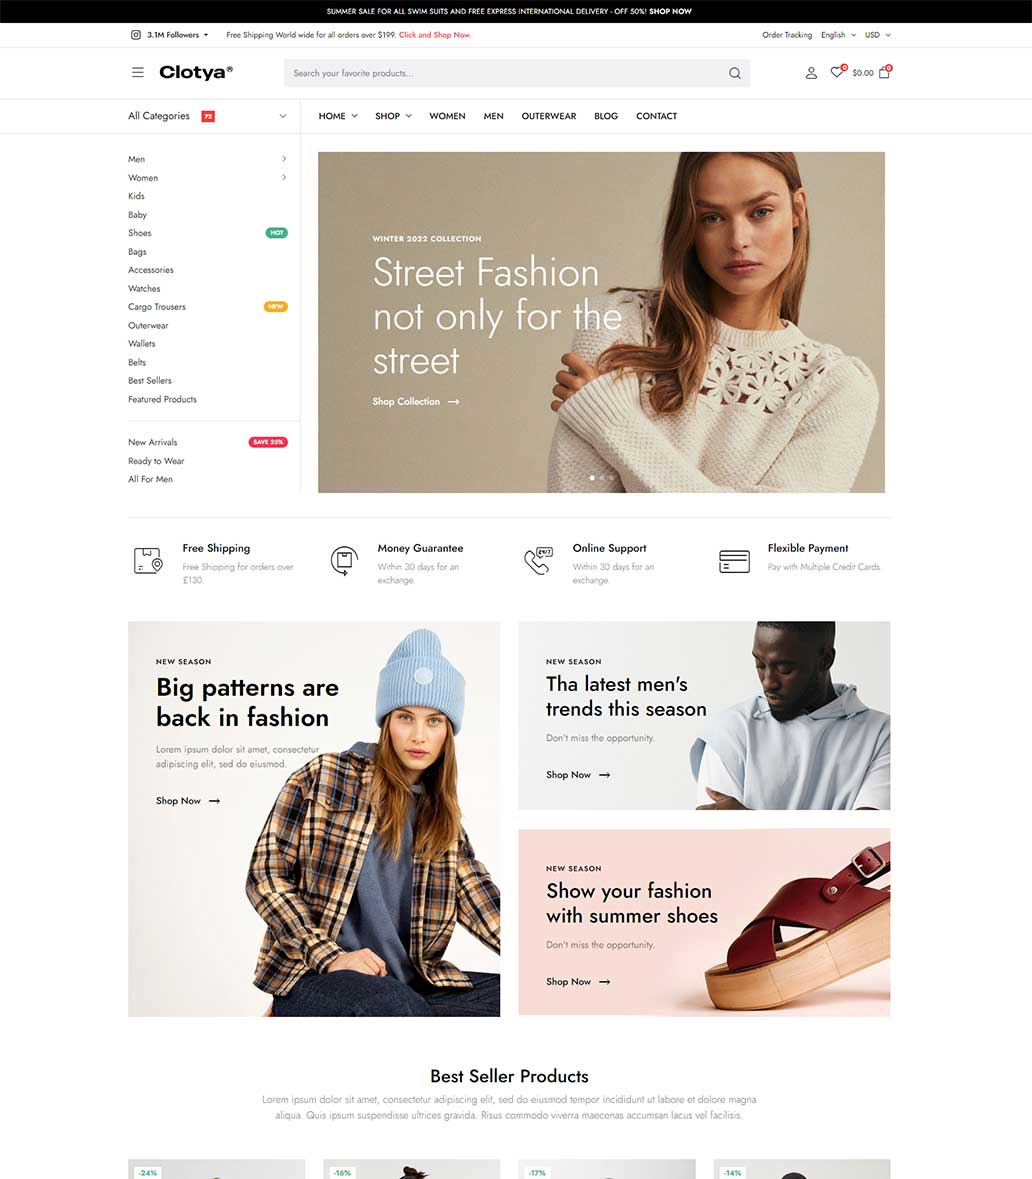 SUMMER SALE FOR ALL SWIM SUITS AND FREE EXPRESS INTERNATIONAL DELIVERY - OFF 50%! SHOP NOW
3.1M Followers
Free Shipping World wide for all orders over $199. Click and Shop Now.
Order Tracking
English
USD
Clotya®
Search your favorite products...
0
$0.00
0
All Categories
72
HOME
SHOP
WOMEN
MEN
OUTERWEAR
BLOG
CONTACT
Men
Women
Kids
Baby
Shoes
HOT
Bags
Accessories
Watches
Cargo Trousers
NEW
Outerwear
Wallets
Belts
Best Sellers
Featured Products
New Arrivals
SAVE 25%
Ready to Wear
All For Men
WINTER 2022 COLLECTION
Street Fashion
not only for the
street
Shop Collection
Free Shipping
Free Shipping for orders over
£130.
Money Guarantee
Within 30 days for an
exchange.
24/7
Online Support
Within 30 days for an
exchange.
Flexible Payment
Pay with Multiple Credit Cards.
NEW SEASON
Big patterns are
back in fashion
Lorem ipsum dolor sit amet, consectetur
adipiscing elit, sed do eiusmod.
Shop Now
NEW SEASON
Tha latest men's
trends this season
Don't miss the opportunity.
Shop Now
NEW SEASON
Show your fashion
with summer shoes
Don't miss the opportunity.
Shop Now
Best Seller Products
Lorem ipsum dolor sit amet, consectetur adipiscing elit, sed do eiusmod tempor incididunt ut labore et dolore magna
aliqua. Quis ipsum suspendisse ultrices gravida. Risus commodo viverra maecenas accumsan lacus vel facilisis.
-24%
-16%
-17%
-14%